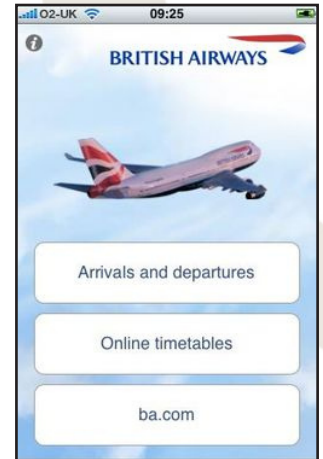 O2-UK 09:25
i
BRITISH AIRWAYS
Arrivals and departures
Online timetables
ba.com